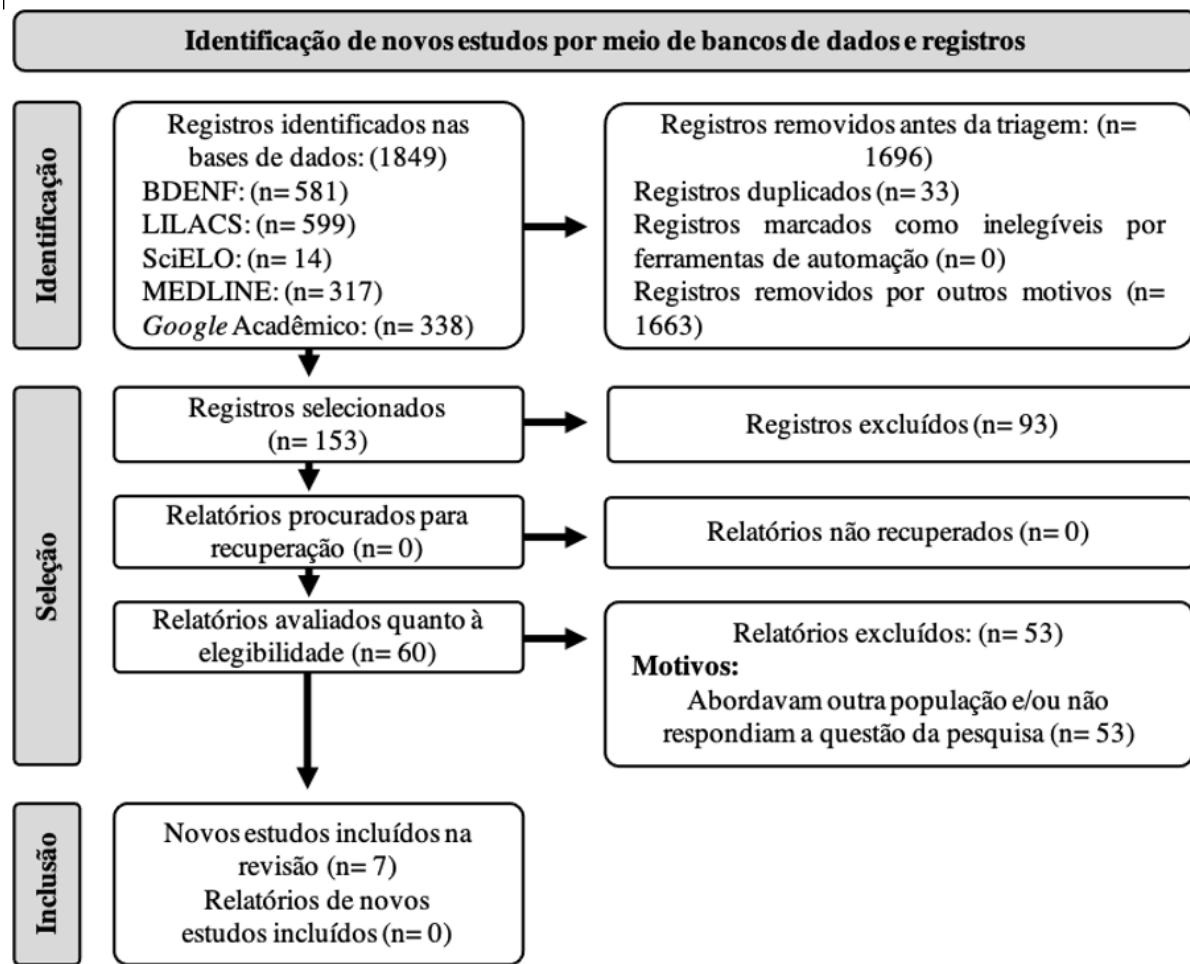 Identificação de novos estudos por meio de bancos de dados e registros
Identificação
Registros identificados nas
bases de dados: (1849)
BDENF: (n= 581)
LILACS: (n= 599)
SciELO: (n= 14)
MEDLINE: (n= 317)
Google Acadêmico: (n= 338)
Registros removidos antes da triagem: (n=
1696)
Registros duplicados (n= 33)
Registros marcados como inelegíveis por
ferramentas de automação (n= 0)
Registros removidos por outros motivos (n=
1663)
Seleção
Registros selecionados
(n= 153)
Registros excluídos (n= 93)
Relatórios procurados para
recuperação (n= 0)
Relatórios não recuperados (n= 0)
Relatórios avaliados quanto à
elegibilidade (n= 60)
Relatórios excluídos: (n= 53)
Motivos:
Abordavam outra população e/ou não
respondiam a questão da pesquisa (n= 53)
Inclusão
Novos estudos incluídos na
revisão (n= 7)
Relatórios de novos
estudos incluídos (n= 0)